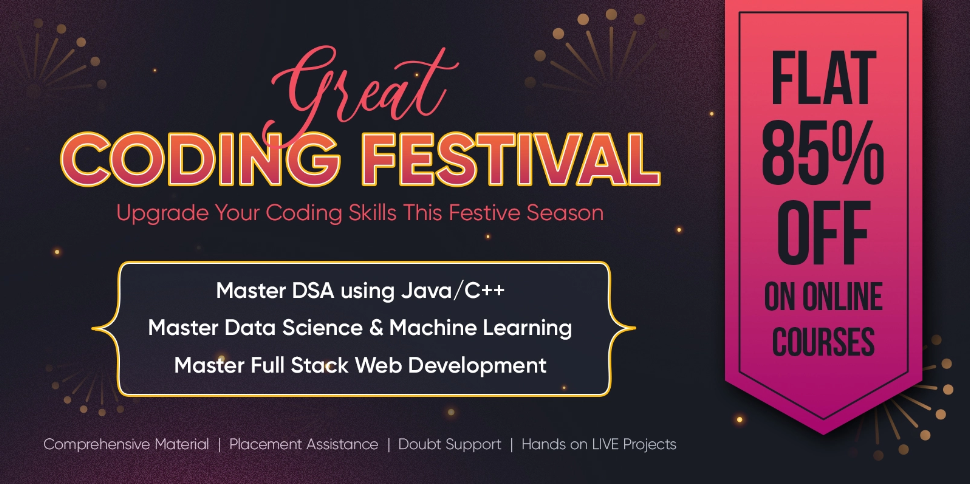 Great
CODING FESTIVAL
Upgrade Your Coding Skills This Festive Season
Master DSA using Java/C++
Master Data Science & Machine Learning
Master Full Stack Web Development
Comprehensive Material | Placement Assistance | Doubt Support | Hands on LIVE Projects
FLAT
85%
OFF
ON ONLINE
COURSES